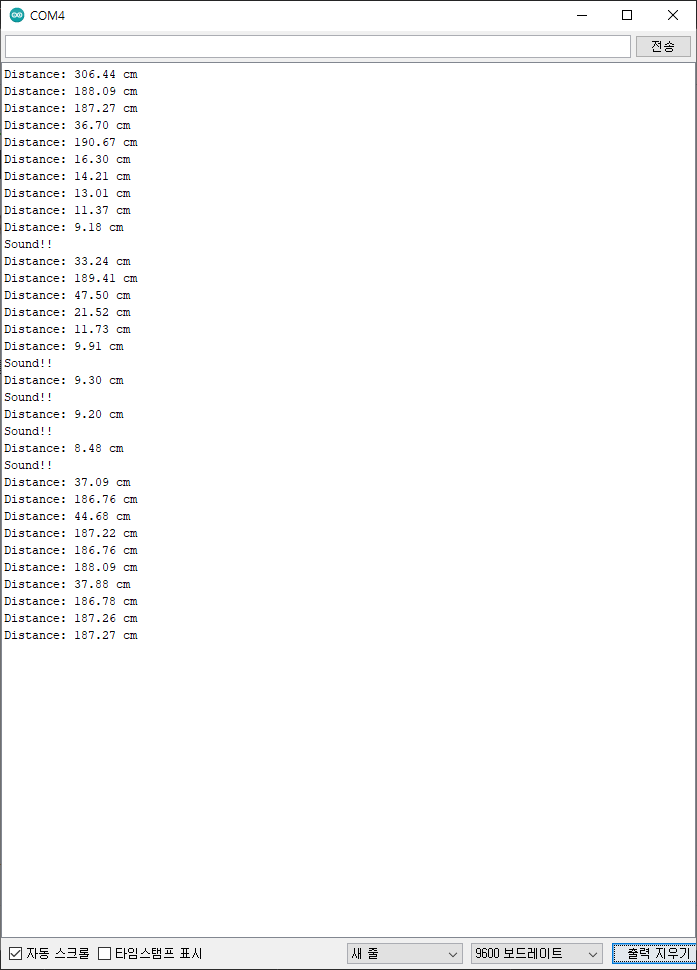 COM4
전송
Distance: 306.44 cm
Distance: 188.09 cm
Distance: 187.27 cm
Distance: 36.70 cm
Distance: 190.67 cm
Distance: 16.30 cm
Distance: 14.21 cm
Distance: 13.01 cm
Distance: 11.37 cm
Distance: 9.18 cm
Sound!!
Distance: 33.24 cm
Distance: 189.41 cm
Distance: 47.50 cm
Distance: 21.52 cm
Distance: 11.73 cm
Distance: 9.91 cm
Sound!!
Distance: 9.30 cm
Sound!!
Distance: 9.20 cm
Sound!!
Distance: 8.48 cm
Sound!!
Distance: 37.09 cm
Distance: 186.76 cm
Distance: 44.68 cm
Distance: 187.22 cm
Distance: 186.76 cm
Distance: 188.09 cm
Distance: 37.88 cm
Distance: 186.78 cm
Distance: 187.26 cm
Distance: 187.27 cm
자동 스크롤 타임스탬프 표시 새 줄 9600 보드레이트 출력 지우기